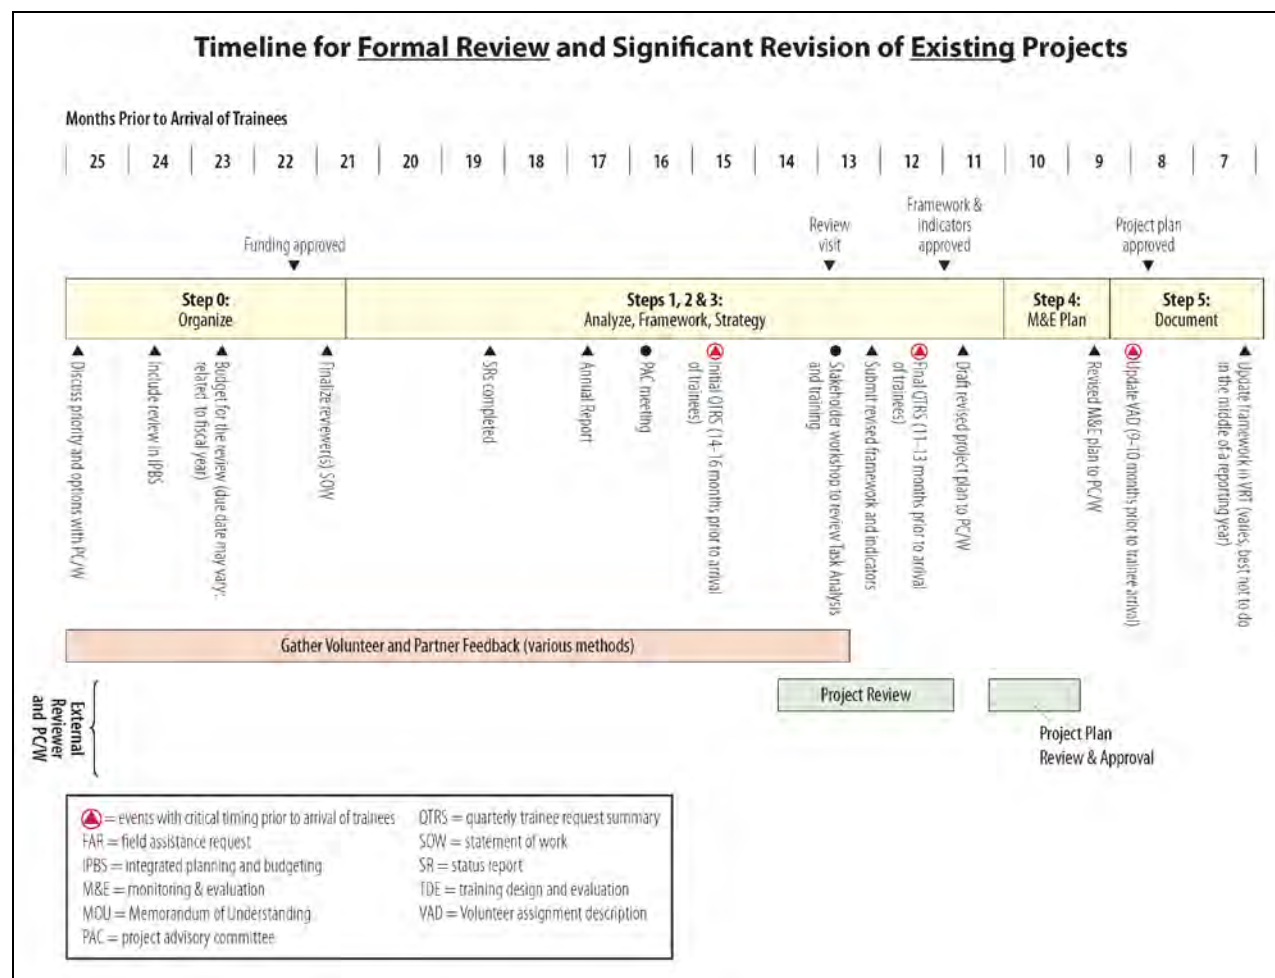 Timeline for Formal Review and Significant Revision of Existing Projects
Months Prior to Arrival of Trainees
25 24 23 22 21 20 19 18 17 16 15 14 13 12 11 10 9 8 7
Funding approved
Review
visit
Framework &
indicators
approved
Project plan
approved
Step 0:
Organize
Steps 1, 2 & 3:
Analyze, Framework, Strategy
Step 4:
M&E Plan
Step 5:
Document
Discuss priority and options with PC/W
Include review in IPBS
Budget for the review (due date may vary:.
related to fiscal year)
Finalize reviewer(s) SOW
SRs completed
Annual Report
PAC meeting
Initial QTRS (14–16 months prior to arrival
of trainees)
Stakeholder workshop to review Task Analysis
and training
Submit revised framework and indicators
Final QTRS (11–13 months prior to arrival
of trainees)
Draft revised project plan to PC/W
Revised M&E plan to PC/W
Update VAD (9–10 months prior to trainee arrival)
Update framework in VRT (varies, best not to do
in the middle of a reporting year)
Gather Volunteer and Partner Feedback (various methods)
External
Reviewer
and PC/W
Project Review
Project Plan
Review & Approval
= events with critical timing prior to arrival of trainees
FAR = field assistance request
IPBS = integrated planning and budgeting
M&E = monitoring & evaluation
MOU = Memorandum of Understanding
PAC = project advisory committee
QTRS = quarterly trainee request summary
SOW = statement of work
SR = status report
TDE = training design and evaluation
VAD = Volunteer assignment description